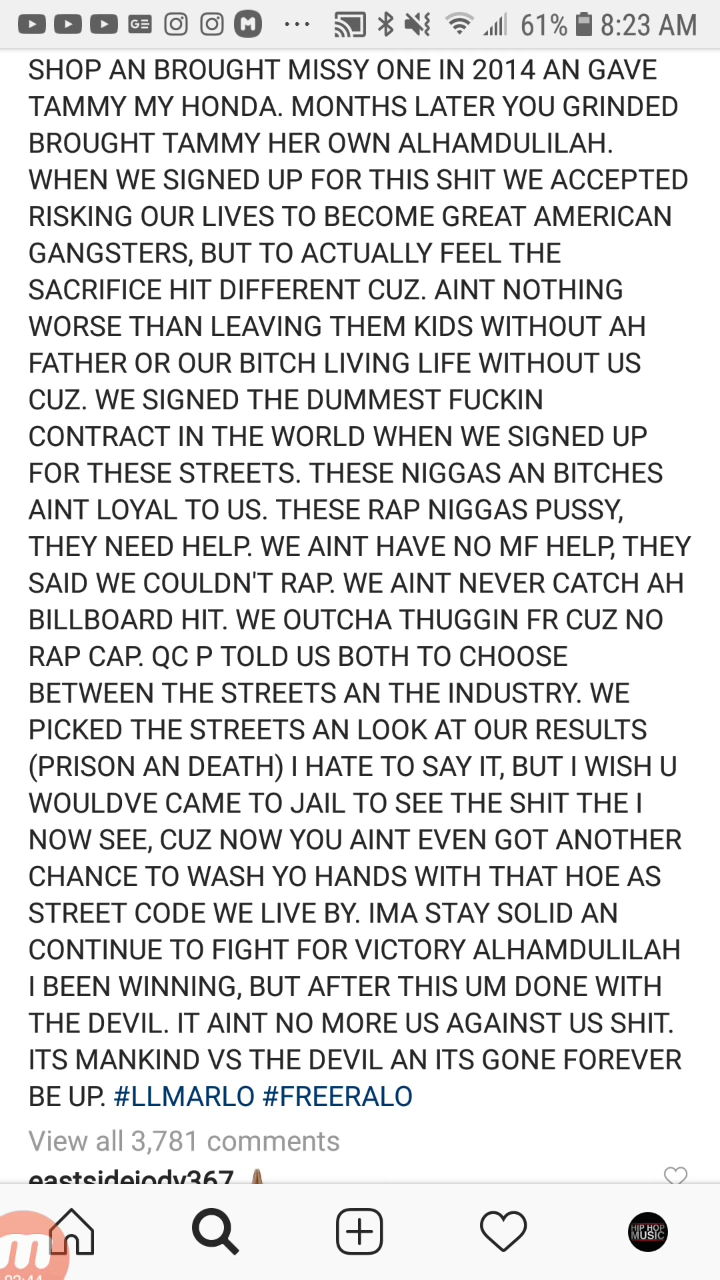 61% 8:23 AM
SHOP AN BROUGHT MISSY ONE IN 2014 AN GAVE
TAMMY MY HONDA. MONTHS LATER YOU GRINDED
BROUGHT TAMMY HER OWN ALHAMDULILAH.
WHEN WE SIGNED UP FOR THIS SHIT WE ACCEPTED
RISKING OUR LIVES TO BECOME GREAT AMERICAN
GANGSTERS, BUT TO ACTUALLY FEEL THE
SACRIFICE HIT DIFFERENT CUZ. AINT NOTHING
WORSE THAN LEAVING THEM KIDS WITHOUT AH
FATHER OR OUR BITCH LIVING LIFE WITHOUT US
CUZ. WE SIGNED THE DUMMEST FUCKIN
CONTRACT IN THE WORLD WHEN WE SIGNED UP
FOR THESE STREETS. THESE NIGGAS AN BITCHES
AINT LOYAL TO US. THESE RAP NIGGAS PUSSY,
THEY NEED HELP. WE AINT HAVE NO MF HELP, THEY
SAID WE COULDN'T RAP. WE AINT NEVER CATCH AH
BILLBOARD HIT. WE OUTCHA THUGGIN FR CUZ NO
RAP CAP. QC P TOLD US BOTH TO CHOOSE
BETWEEN THE STREETS AN THE INDUSTRY. WE
PICKED THE STREETS AN LOOK AT OUR RESULTS
(PRISON AN DEATH) I HATE TO SAY IT, BUT I WISH U
WOULDVE CAME TO JAIL TO SEE THE SHIT THE I
NOW SEE, CUZ NOW YOU AINT EVEN GOT ANOTHER
CHANCE TO WASH YO HANDS WITH THAT HOE AS
STREET CODE WE LIVE BY. IMA STAY SOLID AN
CONTINUE TO FIGHT FOR VICTORY ALHAMDULILAH
I BEEN WINNING, BUT AFTER THIS UM DONE WITH
THE DEVIL. IT AINT NO MORE US AGAINST US SHIT.
ITS MANKIND VS THE DEVIL AN ITS GONE FOREVER
BE UP. #LLMARLO #FREERALO
View all 3,781 comments
eastsidejody367
HIP HOP
MUSIC
m
02:44